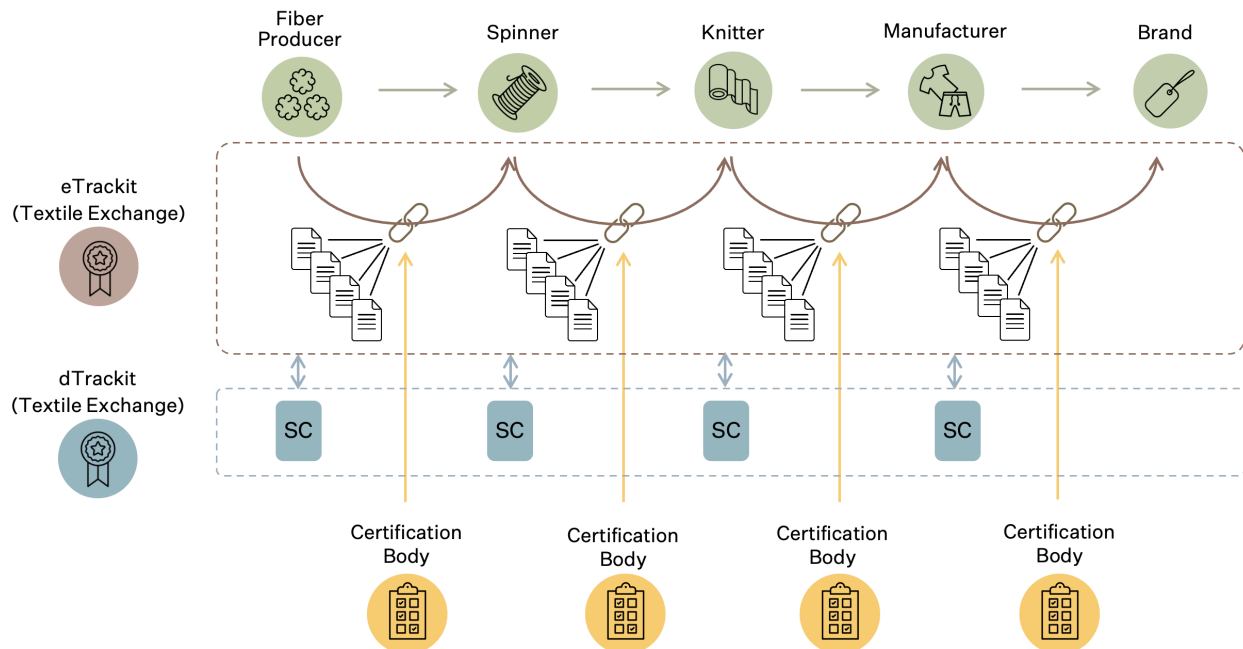 Fiber
Producer
Spinner
Knitter
Manufacturer
Brand
eTrackit
(Textile Exchange)
dTrackit
(Textile Exchange)
SC
SC
SC
SC
Certification
Body
Certification
Body
Certification
Body
Certification
Body